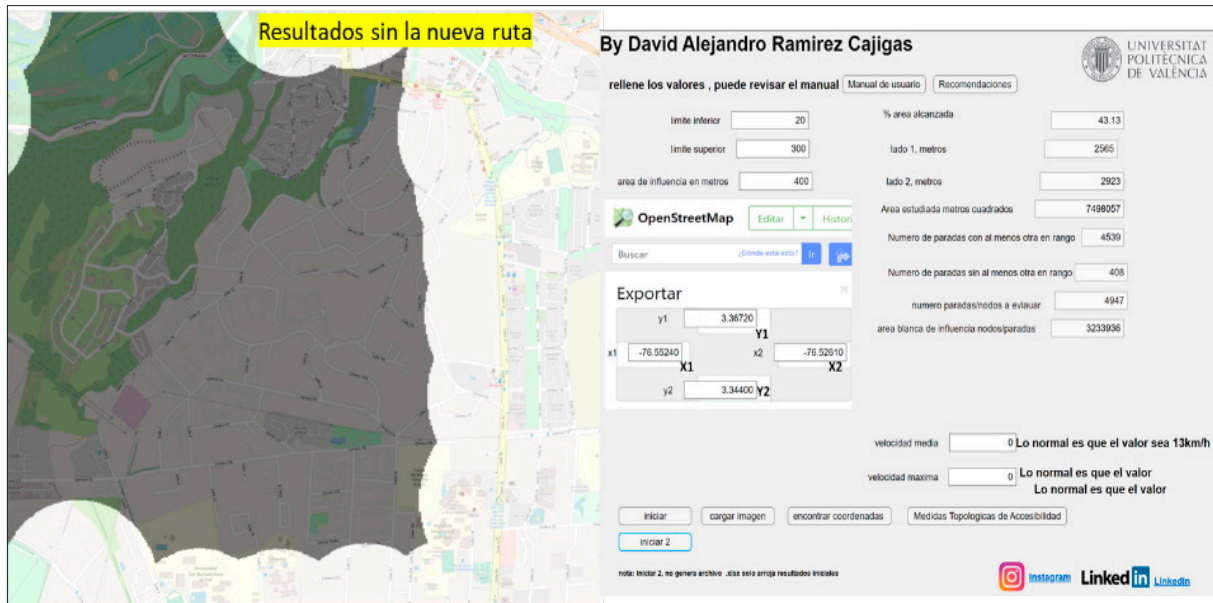 Resultados sin la nueva ruta
By David Alejandro Ramirez Cajigas
UNIVERSITAT
POLITÈCNICA
DE VALÈNCIA
rellene los valores , puede revisar el manual
Manual de usuario
Recomendaciones
limite inferior 20
limite superior 300
area de influencia en metros 400
% area alcanzada 43.13
lado 1, metros 2565
lado 2, metros 2923
Area estudiada metros cuadrados 7498057
Numero de paradas con al menos otra en rango 4539
Numero de paradas sin al menos otra en rango 408
numero paradas/nodos a evlauar 4947
area blanca de influencia nodos/paradas 3233936
OpenStreetMap
Editar
Histori
Buscar
¿Dónde está esto?
Ir
Exportar
y1 3.36720
Y1
x1 -76.55240
X1
x2 -76.52610
X2
y2 3.34400
Y2
velocidad media 0 Lo normal es que el valor sea 13km/h
velocidad maxima 0 Lo normal es que el valor
Lo normal es que el valor
iniciar
cargar imagen
encontrar coordenadas
Medidas Topologicas de Accesibilidad
iniciar 2
nota: Iniciar 2, no genera archivo .xlsx solo arroja resultados iniciales
Instagram
Linked in
Linkedin